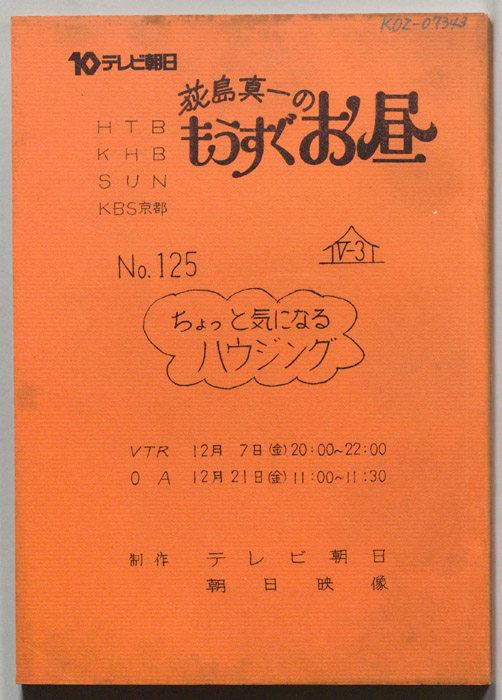 KOZ-07343
10テレビ朝日
荻島真一の
もうすぐお昼
HTB
KHB
SUN
KBS京都
No.125
V-3
ちょっと気になる
ハウジング
VTR 12月 7日(金)20:00~22:00
OA 12月21日(金)11:00~11:30
制作 テレビ朝日
朝日映像